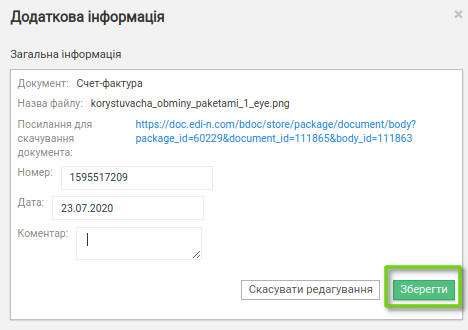 Додаткова інформація
×
Загальна інформація
Документ: Счет-фактура
Назва файлу: korystuvacha_obminy_paketami_1_eye.png
Посилання для скачування документа: https://doc.edi-n.com/bdoc/store/package/document/body?
package_id=60229&document_id=111865&body_id=111863
Номер: 1595517209
Дата: 23.07.2020
Коментар:
Скасувати редагування Зберегти